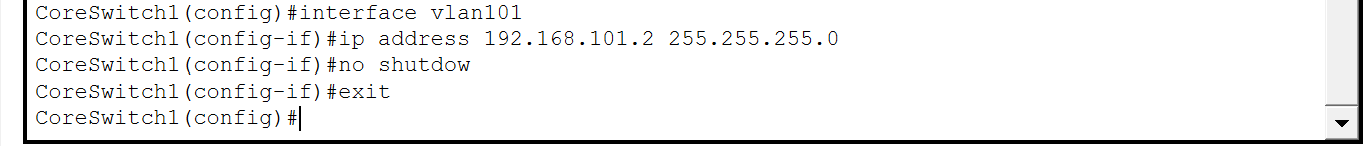 CoreSwitch1(config)#interface vlan101
CoreSwitch1(config-if)#ip address 192.168.101.2 255.255.255.0
CoreSwitch1(config-if)#no shutdow
CoreSwitch1(config-if)#exit
CoreSwitch1(config)#